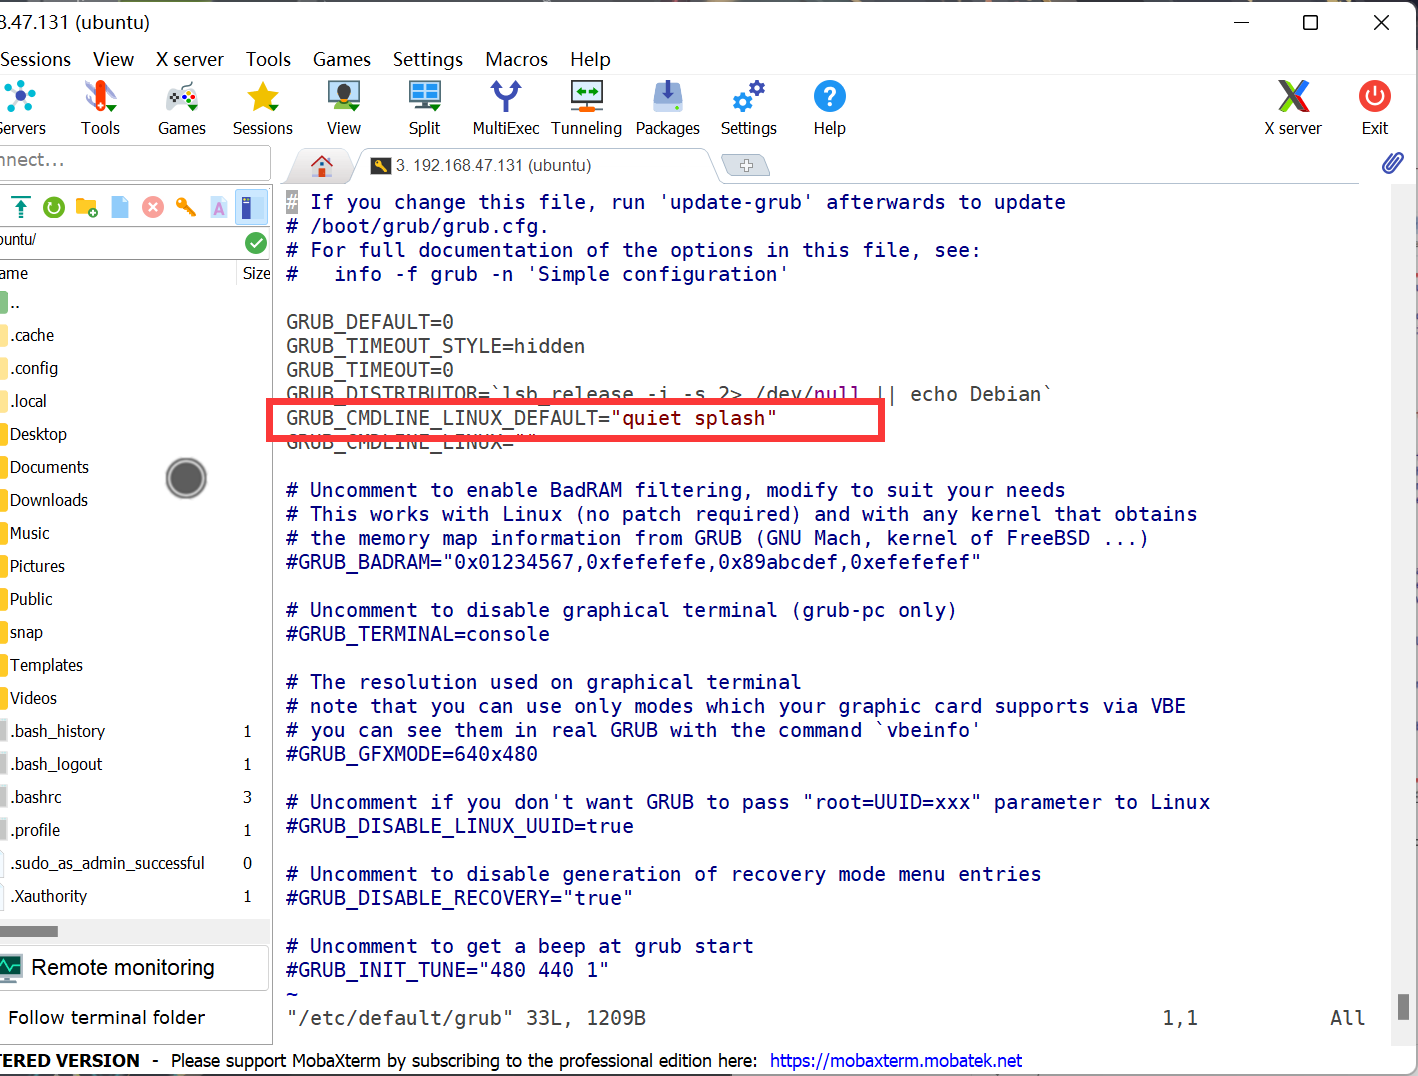 8.47.131 (ubuntu)
Sessions View X server Tools Games Settings Macros Help
Servers Tools Games Sessions View Split MultiExec Tunneling Packages Settings Help X server Exit
nnect...
3. 192.168.47.131 (ubuntu)
untu/
ame Size
..
.cache
.config
.local
Desktop
Documents
Downloads
Music
Pictures
Public
snap
Templates
Videos
.bash_history 1
.bash_logout 1
.bashrc 3
.profile 1
.sudo_as_admin_successful 0
.Xauthority 1
Remote monitoring
Follow terminal folder
# If you change this file, run 'update-grub' afterwards to update
# /boot/grub/grub.cfg.
# For full documentation of the options in this file, see:
#   info -f grub -n 'Simple configuration'
GRUB_DEFAULT=0
GRUB_TIMEOUT_STYLE=hidden
GRUB_TIMEOUT=0
GRUB_DISTRIBUTOR=`lsb_release -i -s 2> /dev/null || echo Debian`
GRUB_CMDLINE_LINUX_DEFAULT="quiet splash"
GRUB_CMDLINE_LINUX=""
# Uncomment to enable BadRAM filtering, modify to suit your needs
# This works with Linux (no patch required) and with any kernel that obtains
# the memory map information from GRUB (GNU Mach, kernel of FreeBSD ...)
#GRUB_BADRAM="0x01234567,0xfefefefe,0x89abcdef,0xefefefef"
# Uncomment to disable graphical terminal (grub-pc only)
#GRUB_TERMINAL=console
# The resolution used on graphical terminal
# note that you can use only modes which your graphic card supports via VBE
# you can see them in real GRUB with the command `vbeinfo'
#GRUB_GFXMODE=640x480
# Uncomment if you don't want GRUB to pass "root=UUID=xxx" parameter to Linux
#GRUB_DISABLE_LINUX_UUID=true
# Uncomment to disable generation of recovery mode menu entries
#GRUB_DISABLE_RECOVERY="true"
# Uncomment to get a beep at grub start
#GRUB_INIT_TUNE="480 440 1"
~
"/etc/default/grub" 33L, 1209B 1,1 All
TERED VERSION - Please support MobaXterm by subscribing to the professional edition here: https://mobaxterm.mobatek.net